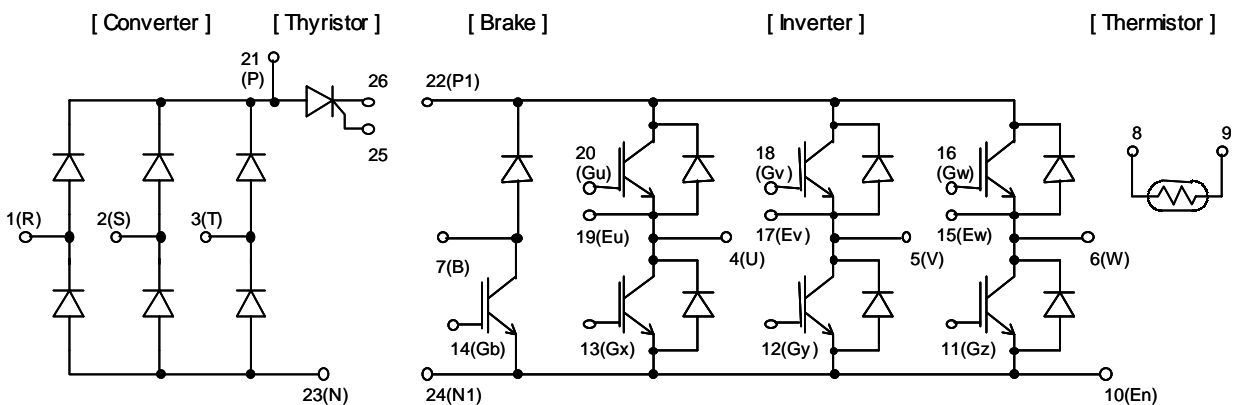 [ Converter ]
[ Thyristor ]
[ Brake ]
[ Inverter ]
[ Thermistor ]
21
(P)
26
25
22(P1)
20
(Gu)
18
(Gv)
16
(Gw)
8
9
1(R)
2(S)
3(T)
19(Eu)
17(Ev)
15(Ew)
7(B)
4(U)
5(V)
6(W)
14(Gb)
13(Gx)
12(Gy)
11(Gz)
23(N)
24(N1)
10(En)